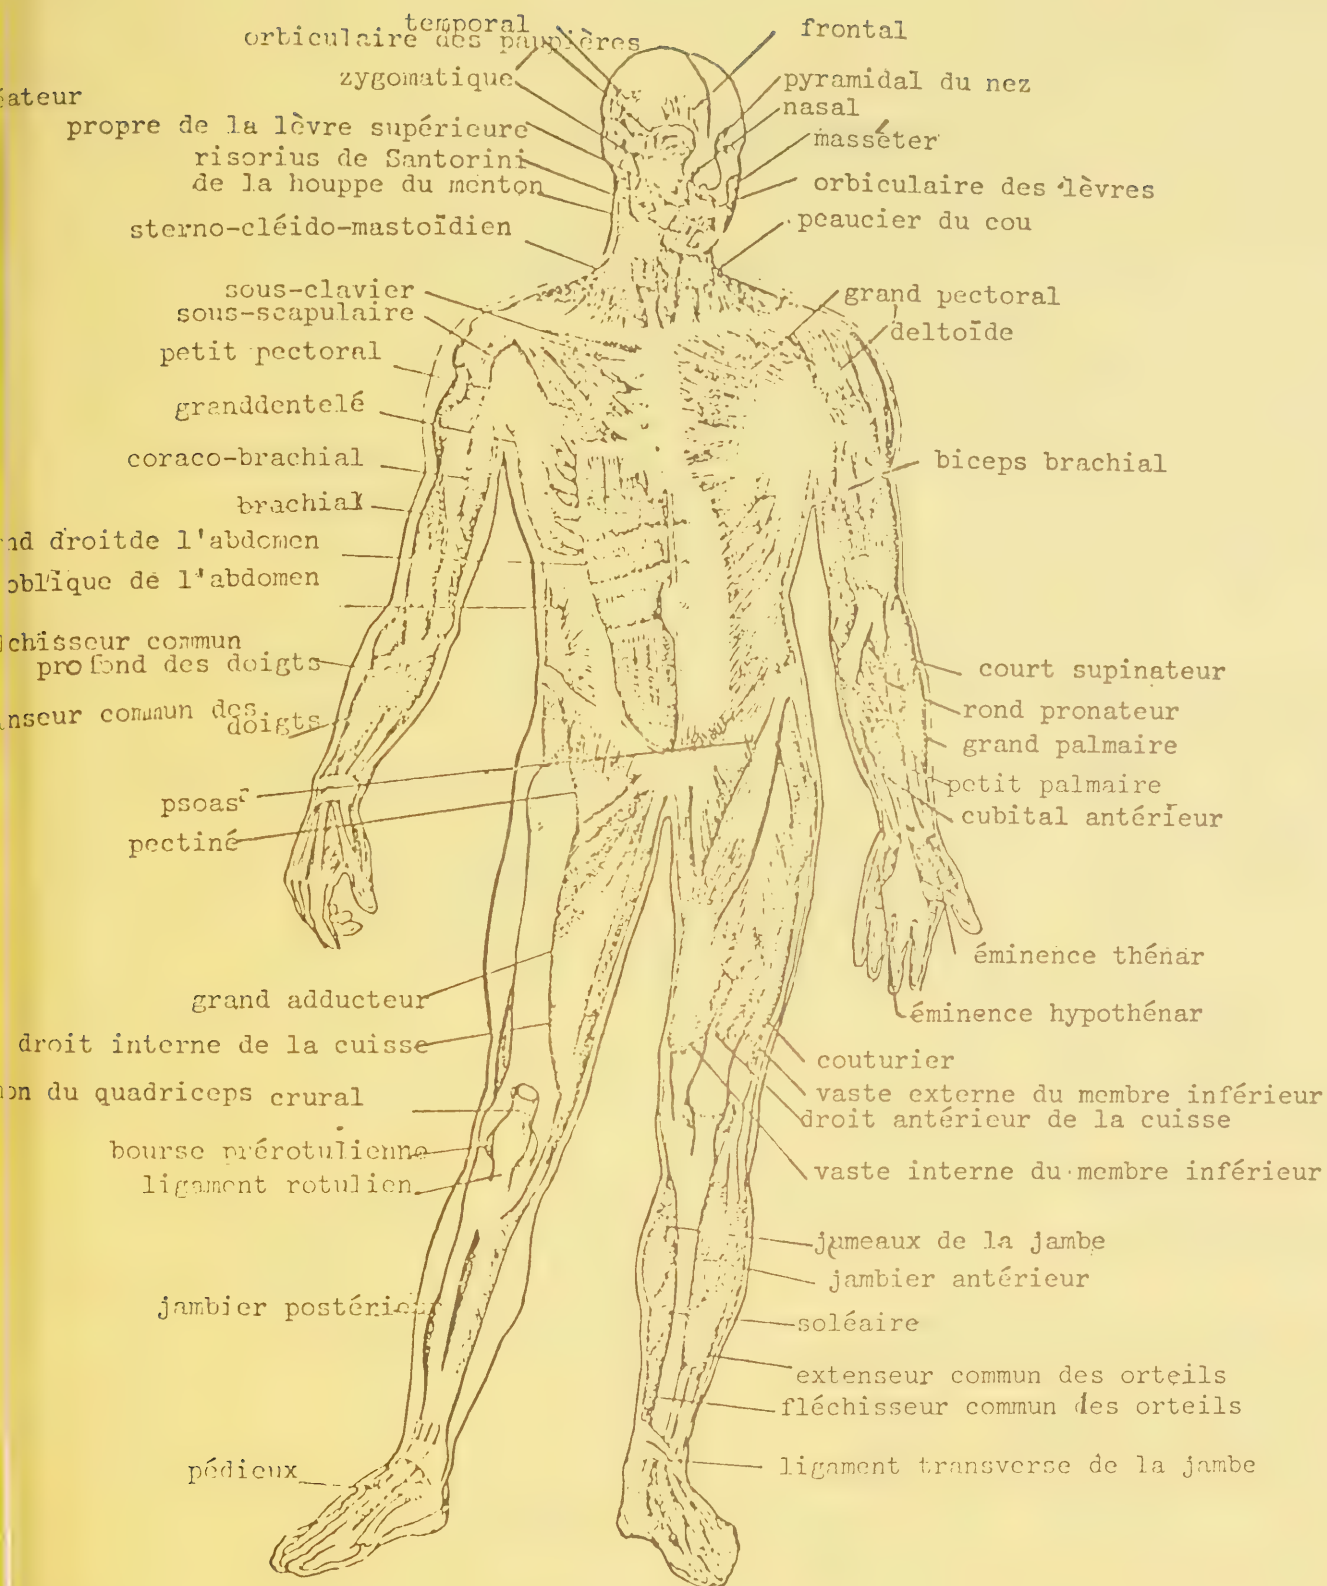 temporal
orbiculaire des paupières
zygomatique
éateur
propre de la lèvre supérieure
risorius de Santorini
de la houppe du menton
sterno-cléido-mastoïdien
sous-clavier
sous-scapulaire
petit pectoral
granddentelé
coraco-brachial
brachial
nd droitde l'abdomen
oblique de l'abdomen
chisseur commun
profond des doigts
nseur commun des
doigts
psoas
pectiné
grand adducteur
droit interne de la cuisse
on du quadriceps crural
bourse prérotulienne
ligament rotulien
jambier postérieur
pédieux
frontal
pyramidal du nez
nasal
masséter
orbiculaire des lèvres
peaucier du cou
grand pectoral
deltoïde
biceps brachial
court supinateur
rond pronateur
grand palmaire
petit palmaire
cubital antérieur
éminence thénar
éminence hypothénar
couturier
vaste externe du membre inférieur
droit antérieur de la cuisse
vaste interne du membre inférieur
jumeaux de la jambe
jambier antérieur
soléaire
extenseur commun des orteils
fléchisseur commun des orteils
ligament transverse de la jambe